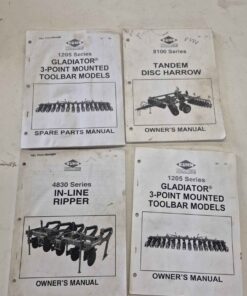 1205 Series
GLADIATOR®
3-POINT MOUNTED
TOOLBAR MODELS
SPARE PARTS MANUAL
8100 Series
TANDEM
DISC HARROW
OWNER'S MANUAL
4830 Series
IN-LINE
RIPPER
OWNER'S MANUAL
1205 Series
GLADIATOR®
3-POINT MOUNTED
TOOLBAR MODELS
OWNER'S MANUAL